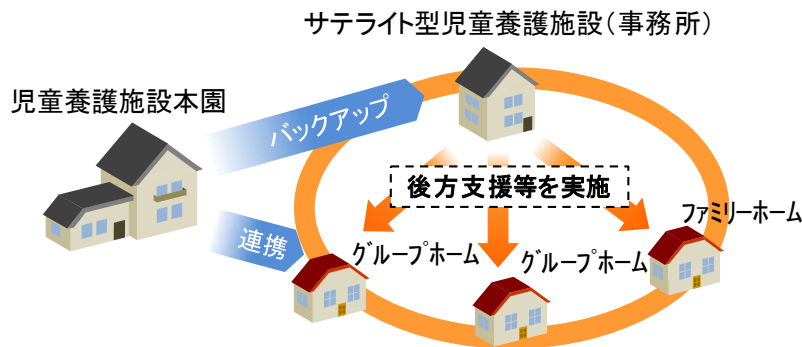 サテライト型児童養護施設（事務所）
児童養護施設本園
バックアップ
後方支援等を実施
連携
ファミリーホーム
グループホーム
グループホーム